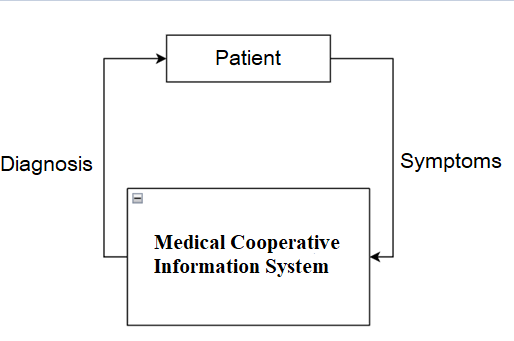 Patient
Diagnosis
Symptoms
Medical Cooperative
Information System